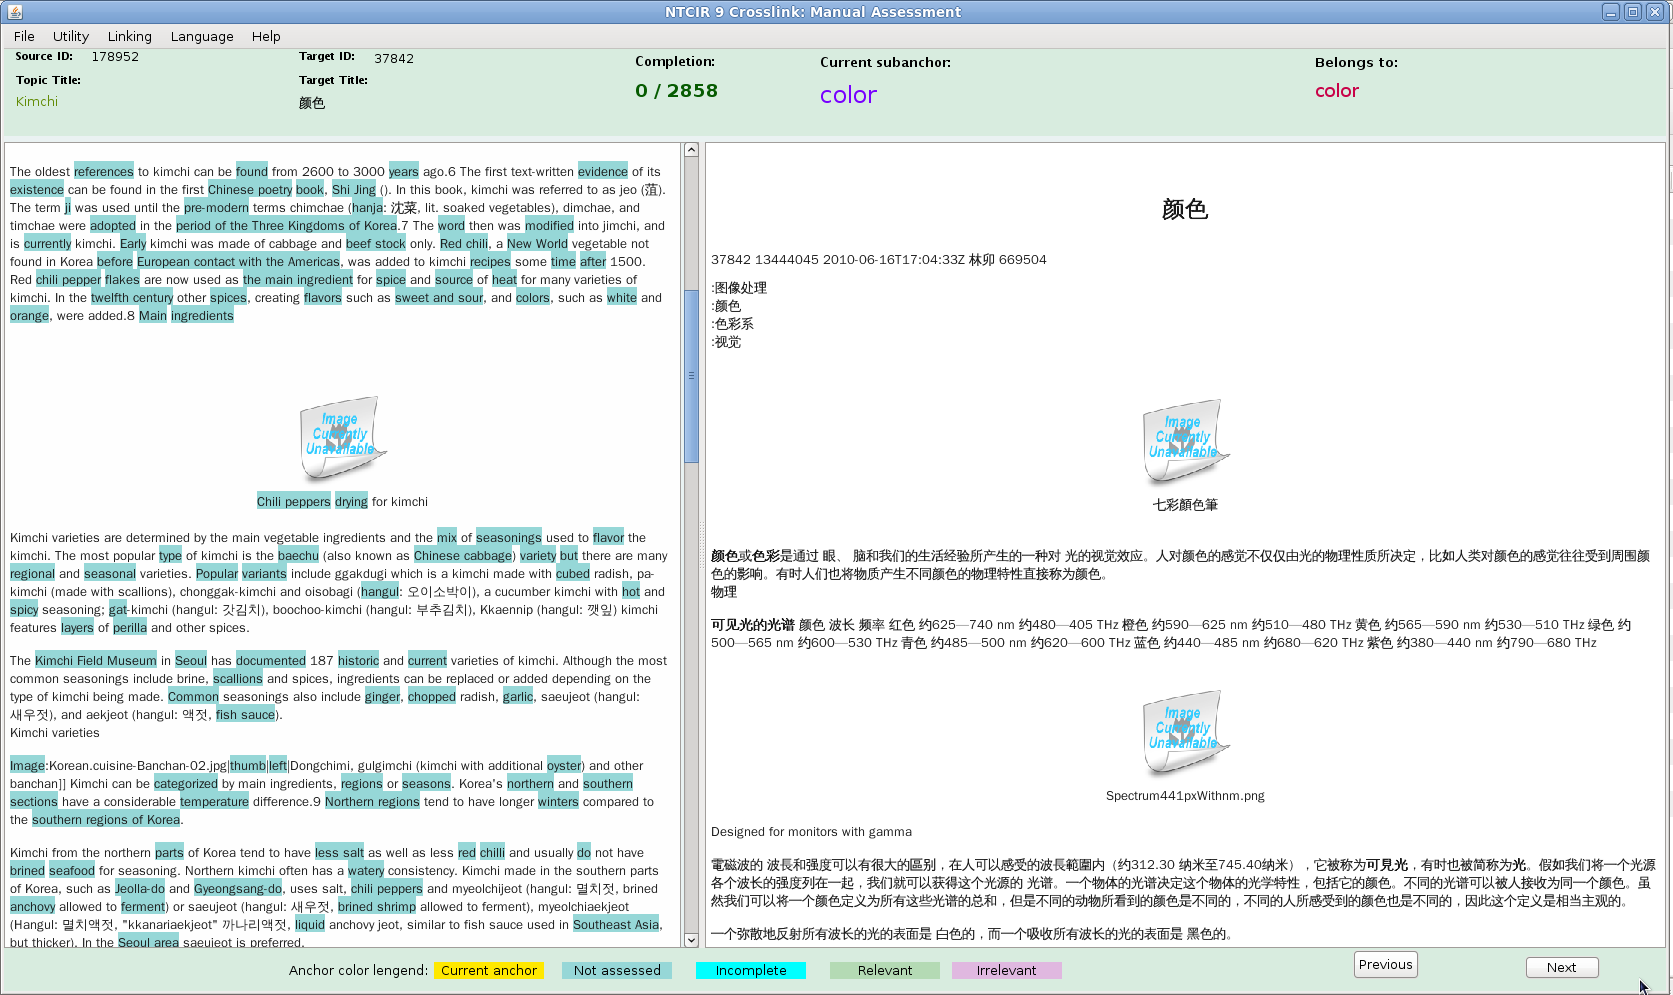 NTCIR 9 Crosslink: Manual Assessment
File Utility Linking Language Help
Source ID: 178952 Target ID: 37842 Completion: Current subanchor: Belongs to:
Topic Title: Target Title: 0 / 2858 color color
Kimchi 颜色
The oldest references to kimchi can be found from 2600 to 3000 years ago.6 The first text-written evidence of its
existence can be found in the first Chinese poetry book, Shi Jing (). In this book, kimchi was referred to as jeo (菹).
The term ji was used until the pre-modern terms chimchae (hanja: 沈菜, lit. soaked vegetables), dimchae, and
timchae were adopted in the period of the Three Kingdoms of Korea.7 The word then was modified into jimchi, and
is currently kimchi. Early kimchi was made of cabbage and beef stock only. Red chili, a New World vegetable not
found in Korea before European contact with the Americas, was added to kimchi recipes some time after 1500.
Red chili pepper flakes are now used as the main ingredient for spice and source of heat for many varieties of
kimchi. In the twelfth century other spices, creating flavors such as sweet and sour, and colors, such as white and
orange, were added.8 Main ingredients
Image
Currently
Unavailable
Chili peppers drying for kimchi
Kimchi varieties are determined by the main vegetable ingredients and the mix of seasonings used to flavor the
kimchi. The most popular type of kimchi is the baechu (also known as Chinese cabbage) variety but there are many
regional and seasonal varieties. Popular variants include ggakdugi which is a kimchi made with cubed radish, pa-
kimchi (made with scallions), chonggak-kimchi and oisobagi (hangul: 오이소박이), a cucumber kimchi with hot and
spicy seasoning; gat-kimchi (hangul: 갓김치), boochoo-kimchi (hangul: 부추김치), Kkaennip (hangul: 깻잎) kimchi
features layers of perilla and other spices.
The Kimchi Field Museum in Seoul has documented 187 historic and current varieties of kimchi. Although the most
common seasonings include brine, scallions and spices, ingredients can be replaced or added depending on the
type of kimchi being made. Common seasonings also include ginger, chopped radish, garlic, saeujeot (hangul:
새우젓), and aekjeot (hangul: 액젓, fish sauce).
Kimchi varieties
Image:Korean.cuisine-Banchan-02.jpg|thumb|left|Dongchimi, gulgimchi (kimchi with additional oyster) and other
banchan]] Kimchi can be categorized by main ingredients, regions or seasons. Korea's northern and southern
sections have a considerable temperature difference.9 Northern regions tend to have longer winters compared to
the southern regions of Korea.
Kimchi from the northern parts of Korea tend to have less salt as well as less red chilli and usually do not have
brined seafood for seasoning. Northern kimchi often has a watery consistency. Kimchi made in the southern parts
of Korea, such as Jeolla-do and Gyeongsang-do, uses salt, chili peppers and myeolchijeot (hangul: 멸치젓, brined
anchovy allowed to ferment) or saeujeot (hangul: 새우젓, brined shrimp allowed to ferment), myeolchiaekjeot
(Hangul: 멸치액젓, "kkanariaekjeot" 까나리액젓, liquid anchovy jeot, similar to fish sauce used in Southeast Asia,
but thicker). In the Seoul area saeujeot is preferred.
颜色
37842 13444045 2010-06-16T17:04:33Z 林卯 669504
:图像处理
:颜色
:色彩系
:视觉
Image
Currently
Unavailable
七彩顏色筆
颜色或色彩是通过 眼、 脑和我们的生活经验所产生的一种对 光的视觉效应。人对颜色的感觉不仅仅由光的物理性质所决定，比如人类对颜色的感觉往往受到周围颜
色的影响。有时人们也将物质产生不同颜色的物理特性直接称为颜色。
物理
可见光的光谱 颜色 波长 频率 红色 约625—740 nm 约480—405 THz 橙色 约590—625 nm 约510—480 THz 黄色 约565—590 nm 约530—510 THz 绿色 约
500—565 nm 约600—530 THz 青色 约485—500 nm 约620—600 THz 蓝色 约440—485 nm 约680—620 THz 紫色 约380—440 nm 约790—680 THz
Image
Currently
Unavailable
Spectrum441pxWithnm.png
Designed for monitors with gamma
電磁波的 波長和强度可以有很大的區别，在人可以感受的波長範圍内（约312.30 纳米至745.40纳米），它被称为可見光，有时也被简称为光。假如我们将一个光源
各个波长的强度列在一起，我们就可以获得这个光源的 光谱。一个物体的光谱决定这个物体的光学特性，包括它的颜色。不同的光谱可以被人接收为同一个颜色。虽
然我们可以将一个颜色定义为所有这些光谱的总和，但是不同的动物所看到的颜色是不同的，不同的人所感受到的颜色也是不同的，因此这个定义是相当主观的。
一个弥散地反射所有波长的光的表面是 白色的，而一个吸收所有波长的光的表面是 黑色的。
Anchor color lengend: Current anchor Not assessed Incomplete Relevant Irrelevant Previous Next